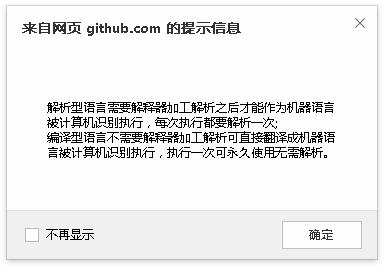 来自网页 github.com 的提示信息
解析型语言需要解释器加工解析之后才能作为机器语言
被计算机识别执行，每次执行都要解析一次;
编译型语言不需要解释器加工解析可直接翻译成机器语
言被计算机识别执行，执行一次可永久使用无需解析。
不再显示
确定